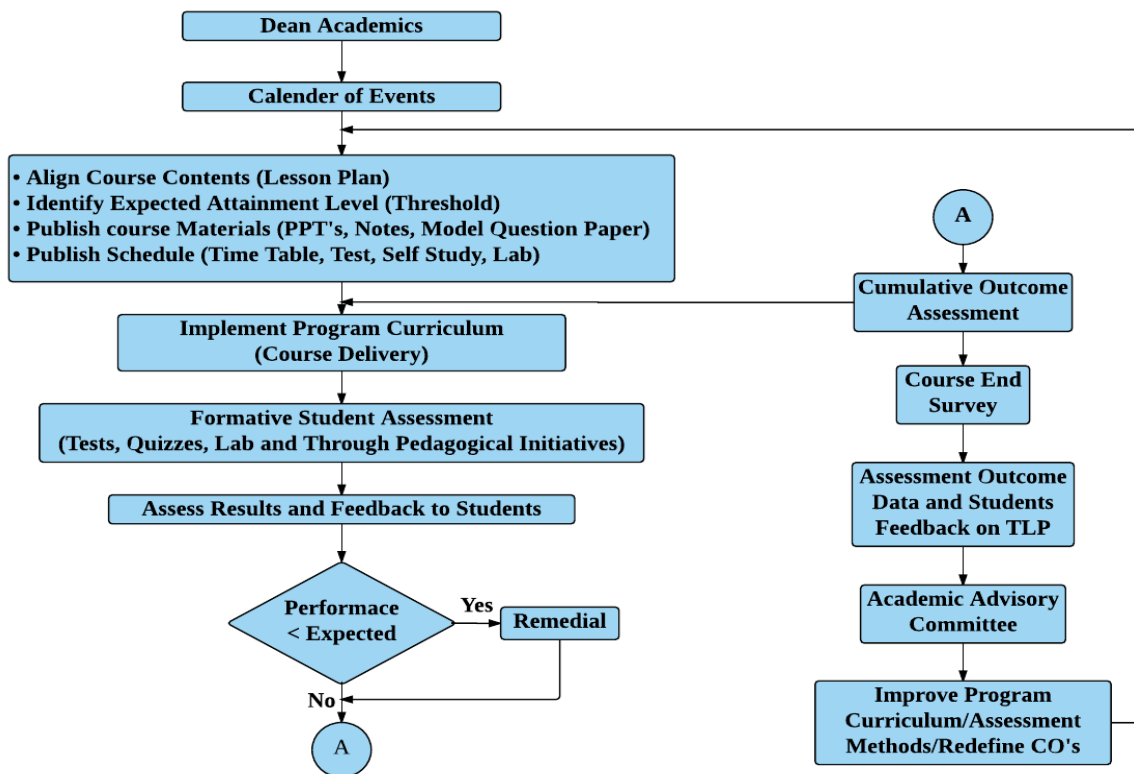 Dean Academics
Calender of Events
• Align Course Contents (Lesson Plan)
• Identify Expected Attainment Level (Threshold)
• Publish course Materials (PPT's, Notes, Model Question Paper)
• Publish Schedule (Time Table, Test, Self Study, Lab)
Implement Program Curriculum
(Course Delivery)
Formative Student Assessment
(Tests, Quizzes, Lab and Through Pedagogical Initiatives)
Assess Results and Feedback to Students
Performace
< Expected
Yes
Remedial
No
A
A
Cumulative Outcome
Assessment
Course End
Survey
Assessment Outcome
Data and Students
Feedback on TLP
Academic Advisory
Committee
Improve Program
Curriculum/Assessment
Methods/Redefine CO's